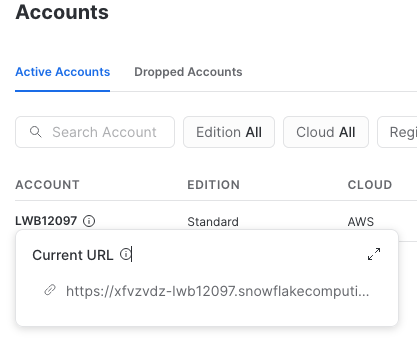 Accounts
Active Accounts Dropped Accounts
Search Account Edition All Cloud All Regi
ACCOUNT EDITION CLOUD
LWB12097 Standard AWS
Current URL
https://xfvzvdz-lwb12097.snowflakecomputi...